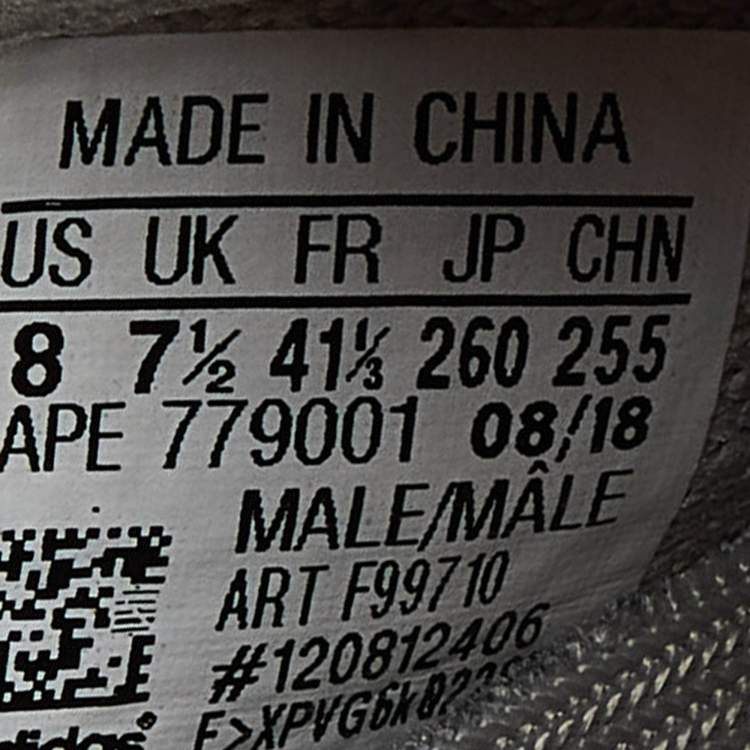 MADE IN CHINA
US UK FR JP CHN
8 7½ 41⅓ 260 255
APE 779001 08/18
MALE/MÂLE
ART F99710
#120812406
adidas®